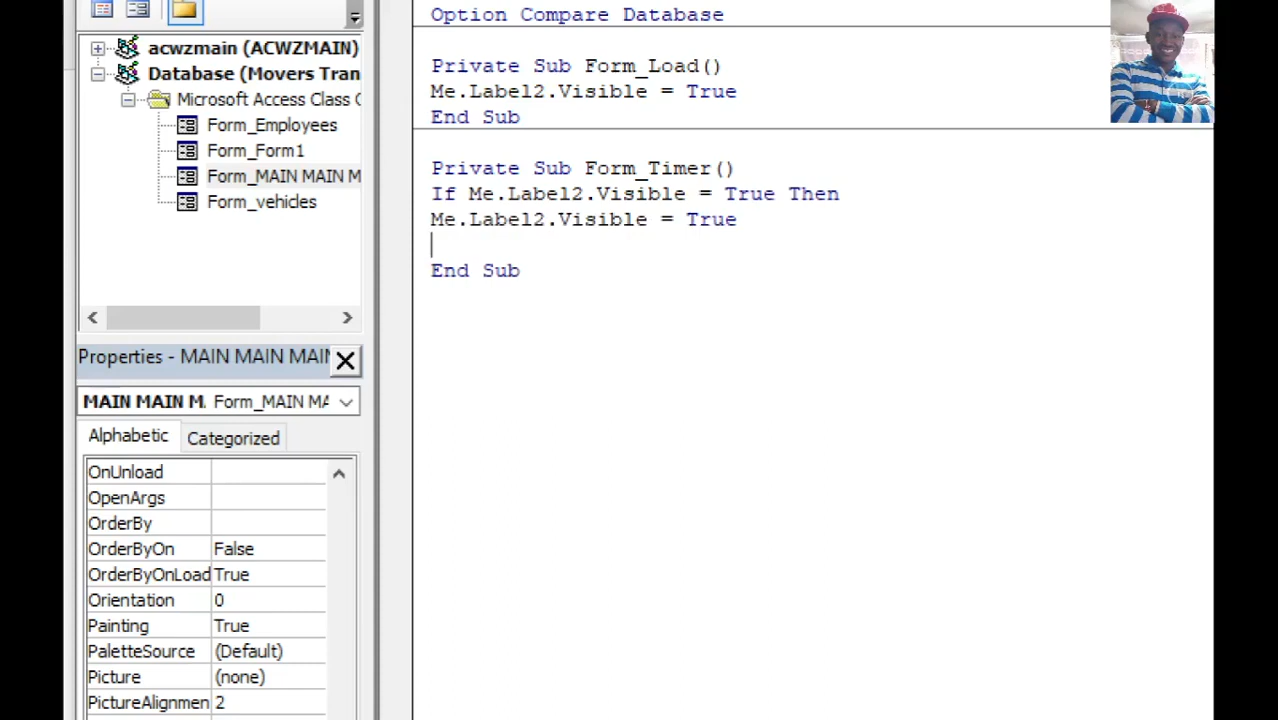 acwzmain (ACWZMAIN)
Database (Movers Tran
Microsoft Access Class
Form_Employees
Form_Form1
Form_MAIN MAIN M
Form_vehicles
Properties - MAIN MAIN MAIN
MAIN MAIN M. Form_MAIN MA
Alphabetic Categorized
OnUnload
OpenArgs
OrderBy
OrderByOn False
OrderByOnLoad True
Orientation 0
Painting True
PaletteSource (Default)
Picture (none)
PictureAlignmen 2
Option Compare Database
Private Sub Form_Load()
Me.Label2.Visible = True
End Sub
Private Sub Form_Timer()
If Me.Label2.Visible = True Then
Me.Label2.Visible = True
End Sub